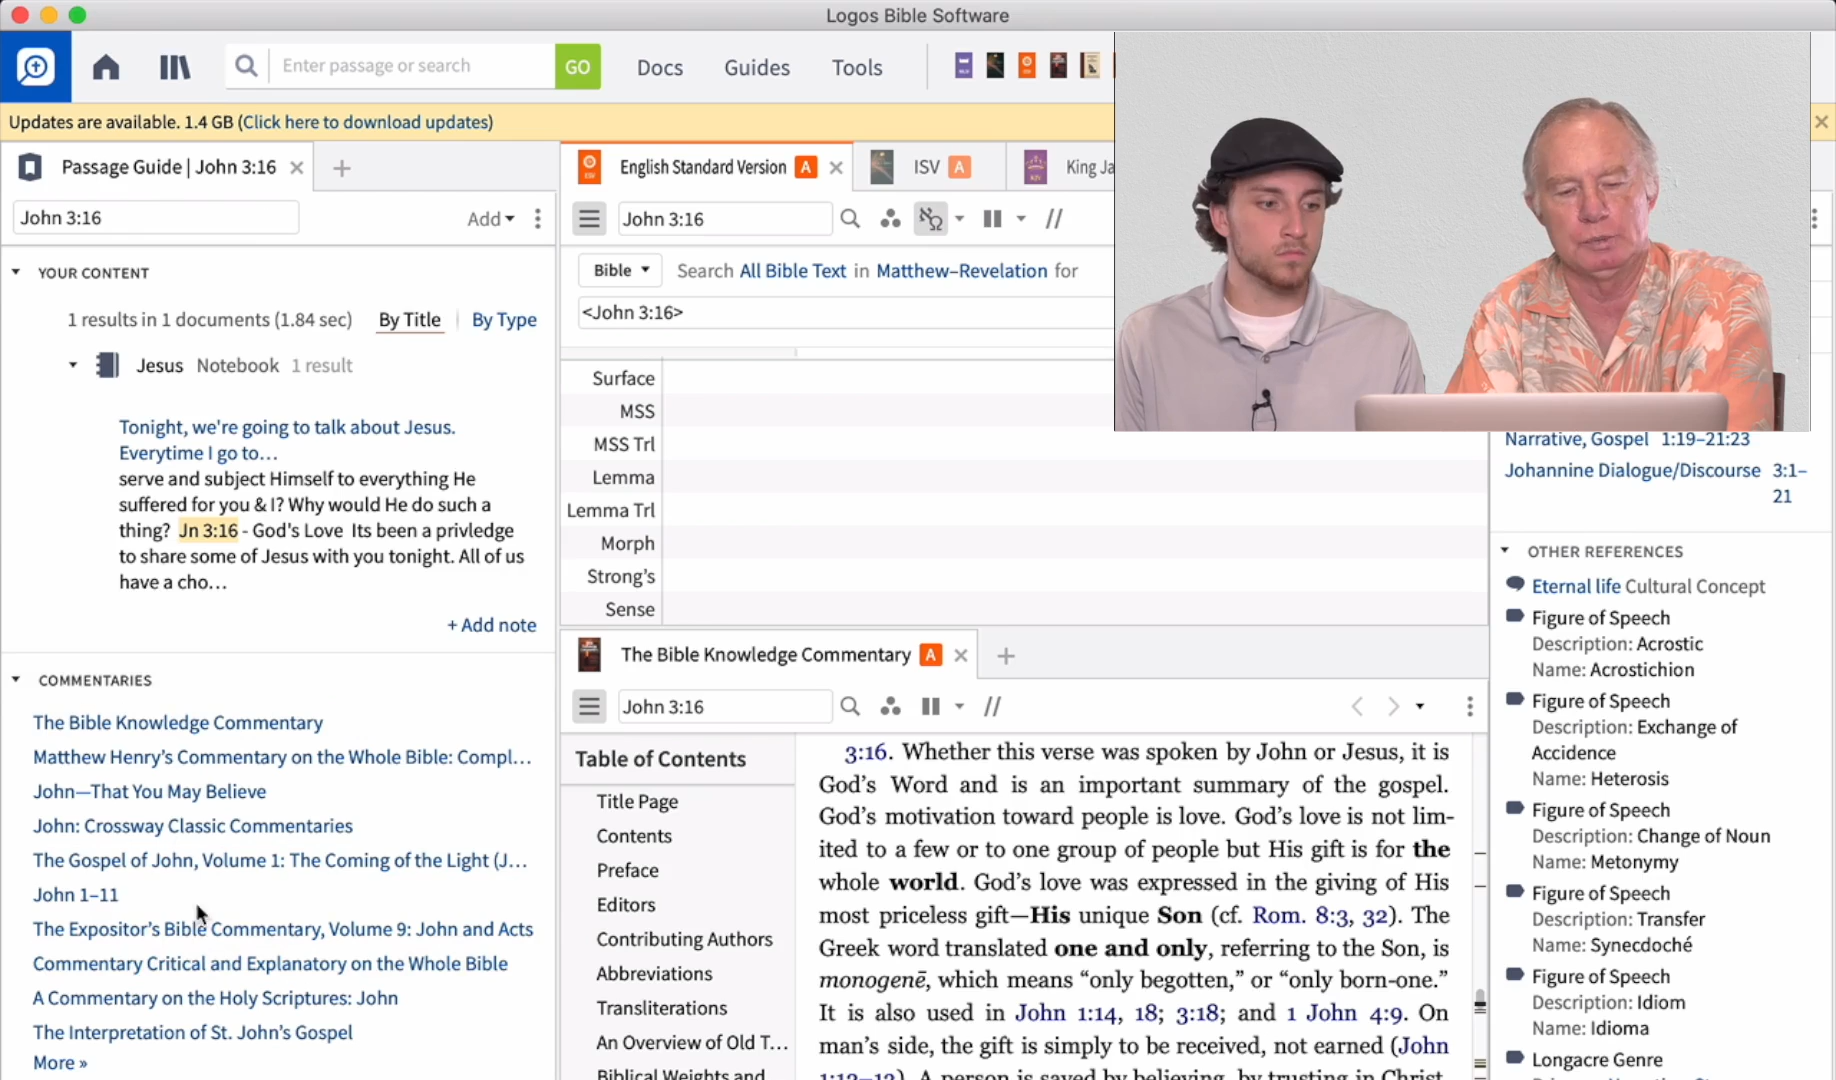 Logos Bible Software
Enter passage or search
GO
Docs
Guides
Tools
Updates are available. 1.4 GB (Click here to download updates)
Passage Guide | John 3:16
John 3:16
Add
YOUR CONTENT
1 results in 1 documents (1.84 sec)
By Title
By Type
Jesus Notebook 1 result
Tonight, we're going to talk about Jesus.
Everytime I go to…
serve and subject Himself to everything He
suffered for you & I? Why would He do such a
thing? Jn 3:16 - God's Love Its been a privledge
to share some of Jesus with you tonight. All of us
have a cho…
+ Add note
COMMENTARIES
The Bible Knowledge Commentary
Matthew Henry's Commentary on the Whole Bible: Compl…
John—That You May Believe
John: Crossway Classic Commentaries
The Gospel of John, Volume 1: The Coming of the Light (J…
John 1–11
The Expositor's Bible Commentary, Volume 9: John and Acts
Commentary Critical and Explanatory on the Whole Bible
A Commentary on the Holy Scriptures: John
The Interpretation of St. John's Gospel
More »
English Standard Version A
ISV A
King Ja
John 3:16
Bible
Search All Bible Text in Matthew–Revelation for
<John 3:16>
Surface
MSS
MSS Trl
Lemma
Lemma Trl
Morph
Strong's
Sense
The Bible Knowledge Commentary A
John 3:16
Table of Contents
Title Page
Contents
Preface
Editors
Contributing Authors
Abbreviations
Transliterations
An Overview of Old T…
Biblical Weights and
3:16. Whether this verse was spoken by John or Jesus, it is
God's Word and is an important summary of the gospel.
God's motivation toward people is love. God's love is not lim-
ited to a few or to one group of people but His gift is for the
whole world. God's love was expressed in the giving of His
most priceless gift—His unique Son (cf. Rom. 8:3, 32). The
Greek word translated one and only, referring to the Son, is
monogenē, which means "only begotten," or "only born-one."
It is also used in John 1:14, 18; 3:18; and 1 John 4:9. On
man's side, the gift is simply to be received, not earned (John
1:12–13). A person is saved by believing, by trusting in Christ.
Narrative, Gospel 1:19–21:23
Johannine Dialogue/Discourse 3:1–
21
OTHER REFERENCES
Eternal life Cultural Concept
Figure of Speech
Description: Acrostic
Name: Acrostichion
Figure of Speech
Description: Exchange of
Accidence
Name: Heterosis
Figure of Speech
Description: Change of Noun
Name: Metonymy
Figure of Speech
Description: Transfer
Name: Synecdoché
Figure of Speech
Description: Idiom
Name: Idioma
Longacre Genre